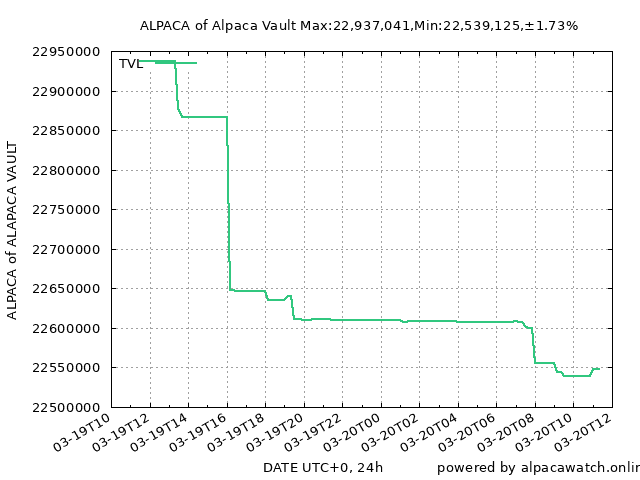 ALPACA of Alpaca Vault Max:22,937,041,Min:22,539,125,±1.73%
22950000
TVL
22900000
22850000
22800000
22750000
22700000
22650000
22600000
22550000
22500000
ALPACA of ALAPACA VAULT
03-19T10
03-19T12
03-19T14
03-19T16
03-19T18
03-19T20
03-19T22
03-20T00
03-20T02
03-20T04
03-20T06
03-20T08
03-20T10
03-20T12
DATE UTC+0, 24h
powered by alpacawatch.onlin